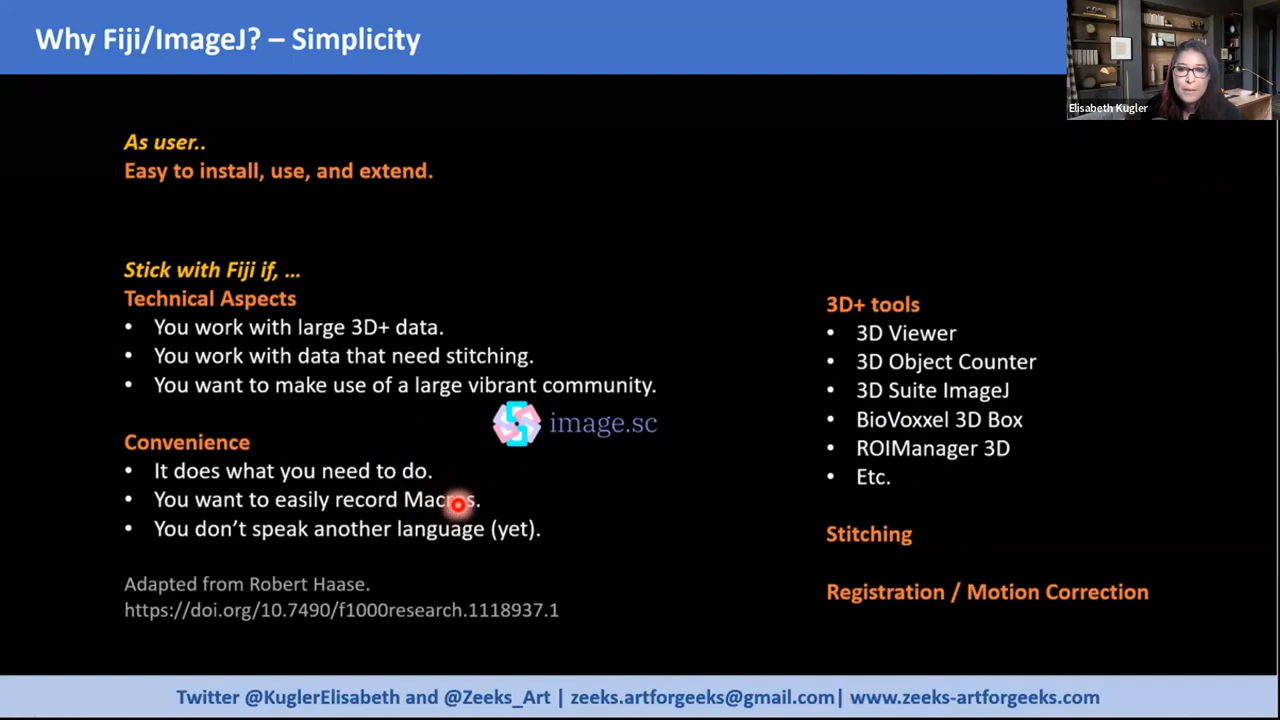 Why Fiji/ImageJ? – Simplicity
Elisabeth Kugler
As user..
Easy to install, use, and extend.
Stick with Fiji if, …
Technical Aspects
• You work with large 3D+ data.
• You work with data that need stitching.
• You want to make use of a large vibrant community.
image.sc
Convenience
• It does what you need to do.
• You want to easily record Macros.
• You don’t speak another language (yet).
Adapted from Robert Haase.
https://doi.org/10.7490/f1000research.1118937.1
3D+ tools
• 3D Viewer
• 3D Object Counter
• 3D Suite ImageJ
• BioVoxxel 3D Box
• ROIManager 3D
• Etc.
Stitching
Registration / Motion Correction
Twitter @KuglerElisabeth and @Zeeks_Art | zeeks.artforgeeks@gmail.com| www.zeeks-artforgeeks.com